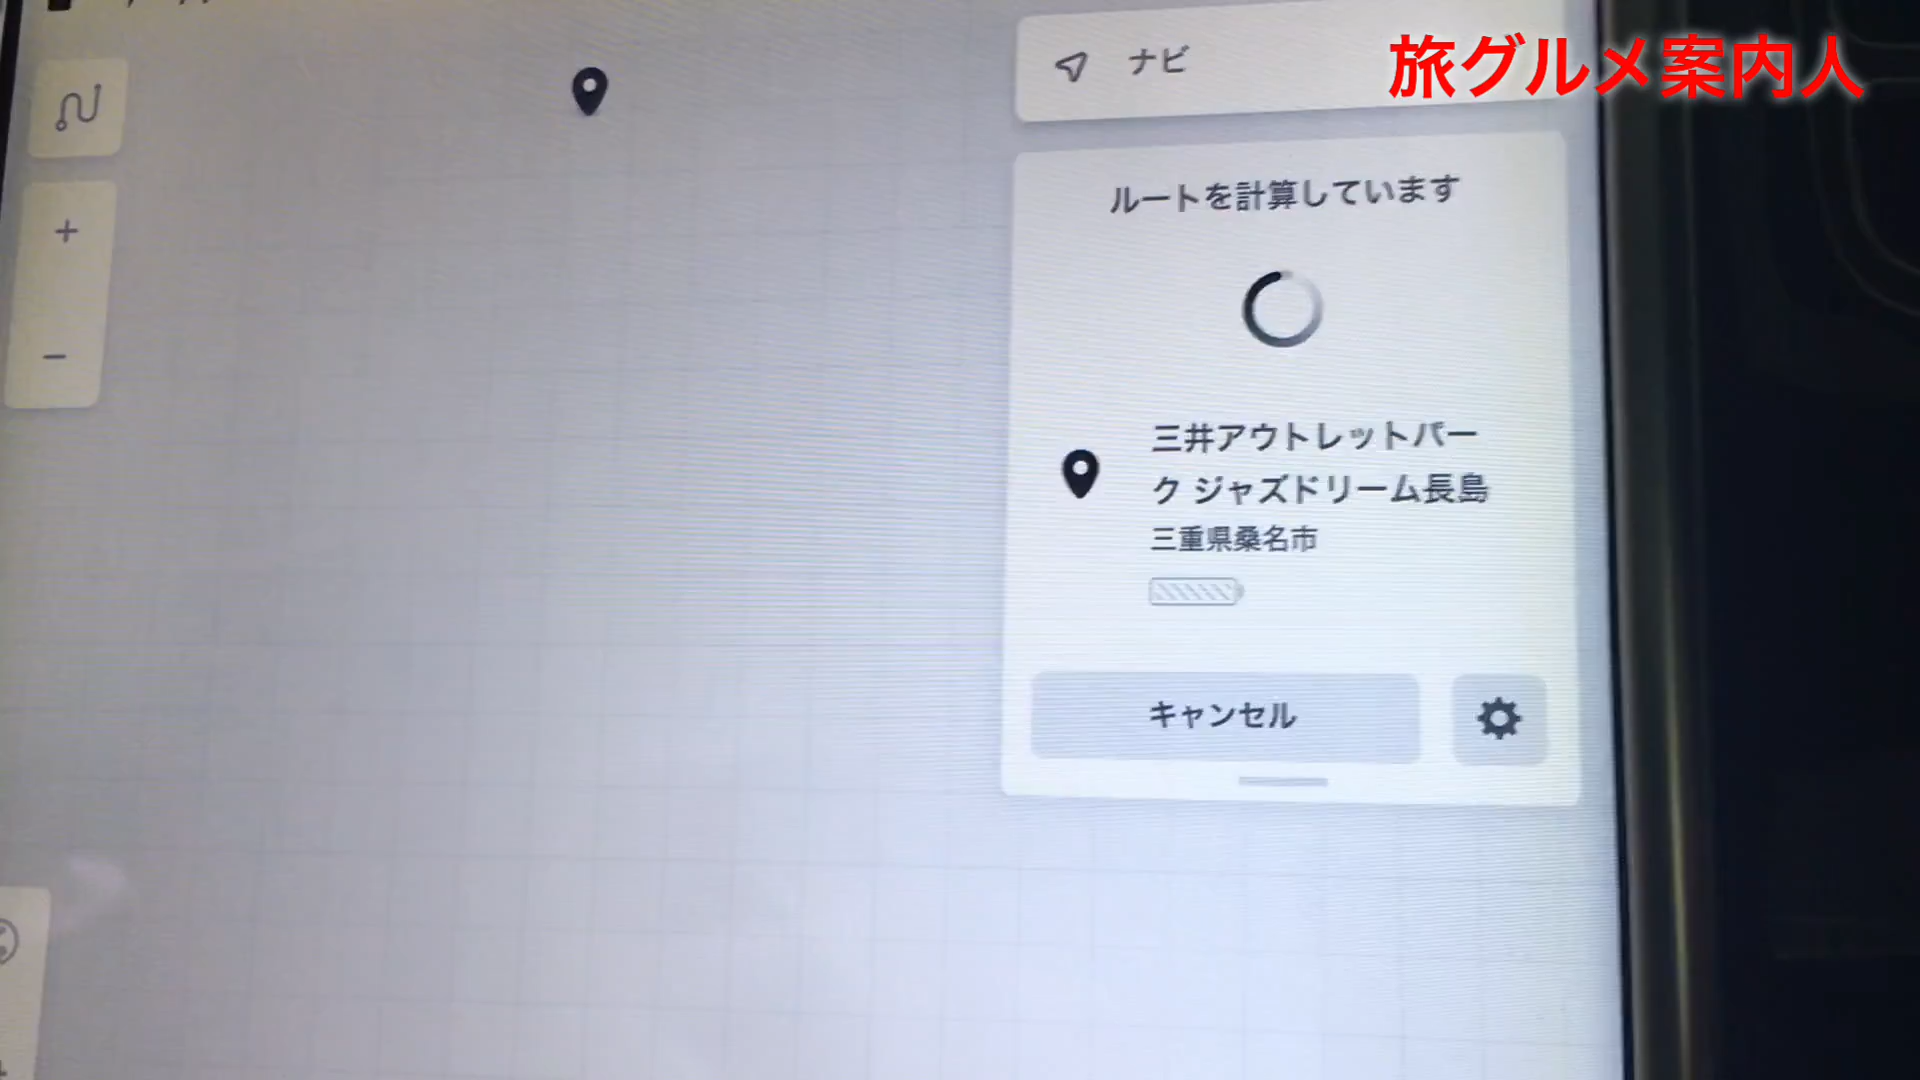 旅グルメ案内人
ナビ
ルートを計算しています
三井アウトレットパー
ク ジャズドリーム長島
三重県桑名市
キャンセル